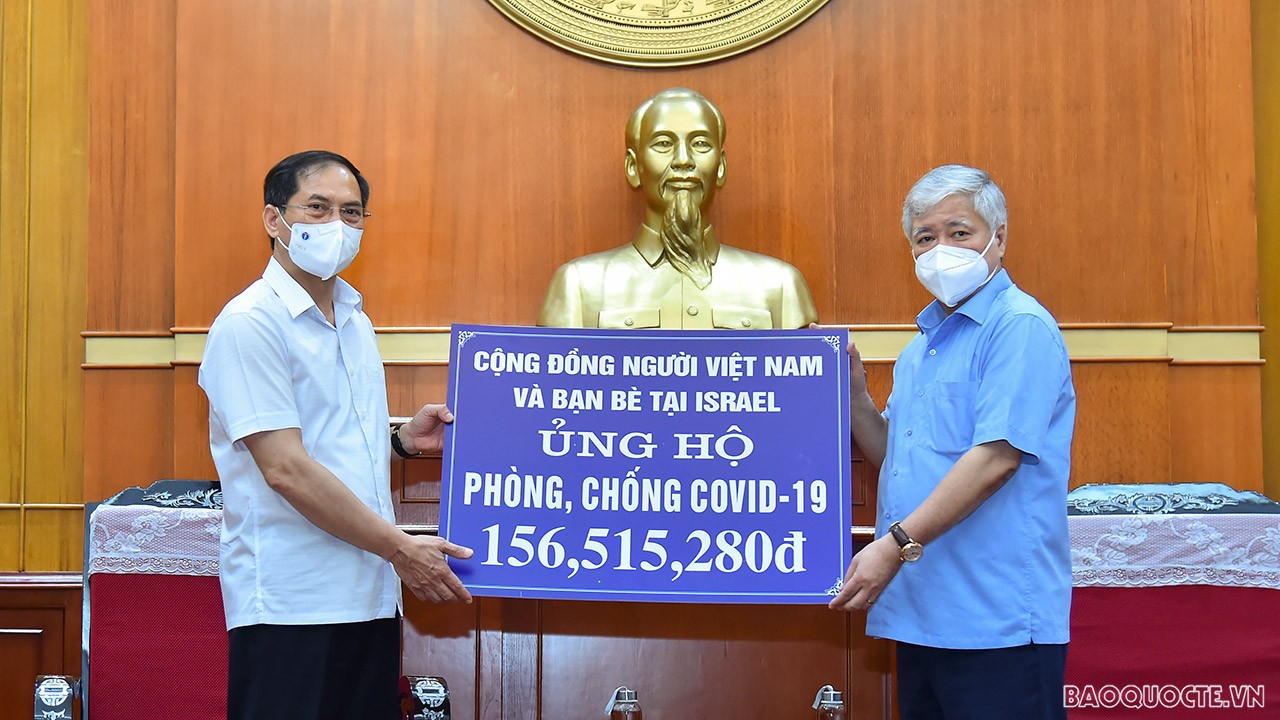 CỘNG ĐỒNG NGƯỜI VIỆT NAM
VÀ BẠN BÈ TẠI ISRAEL
ỦNG HỘ
PHÒNG, CHỐNG COVID-19
156,515,280đ
BAOQUOCTE.VN